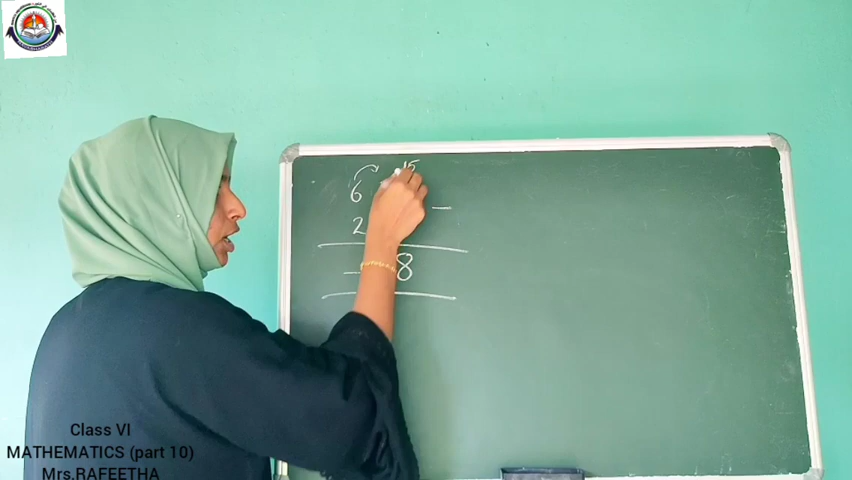 15
6 —
2
— 8
Class VI
MATHEMATICS (part 10)
Mrs.RAFEETHA